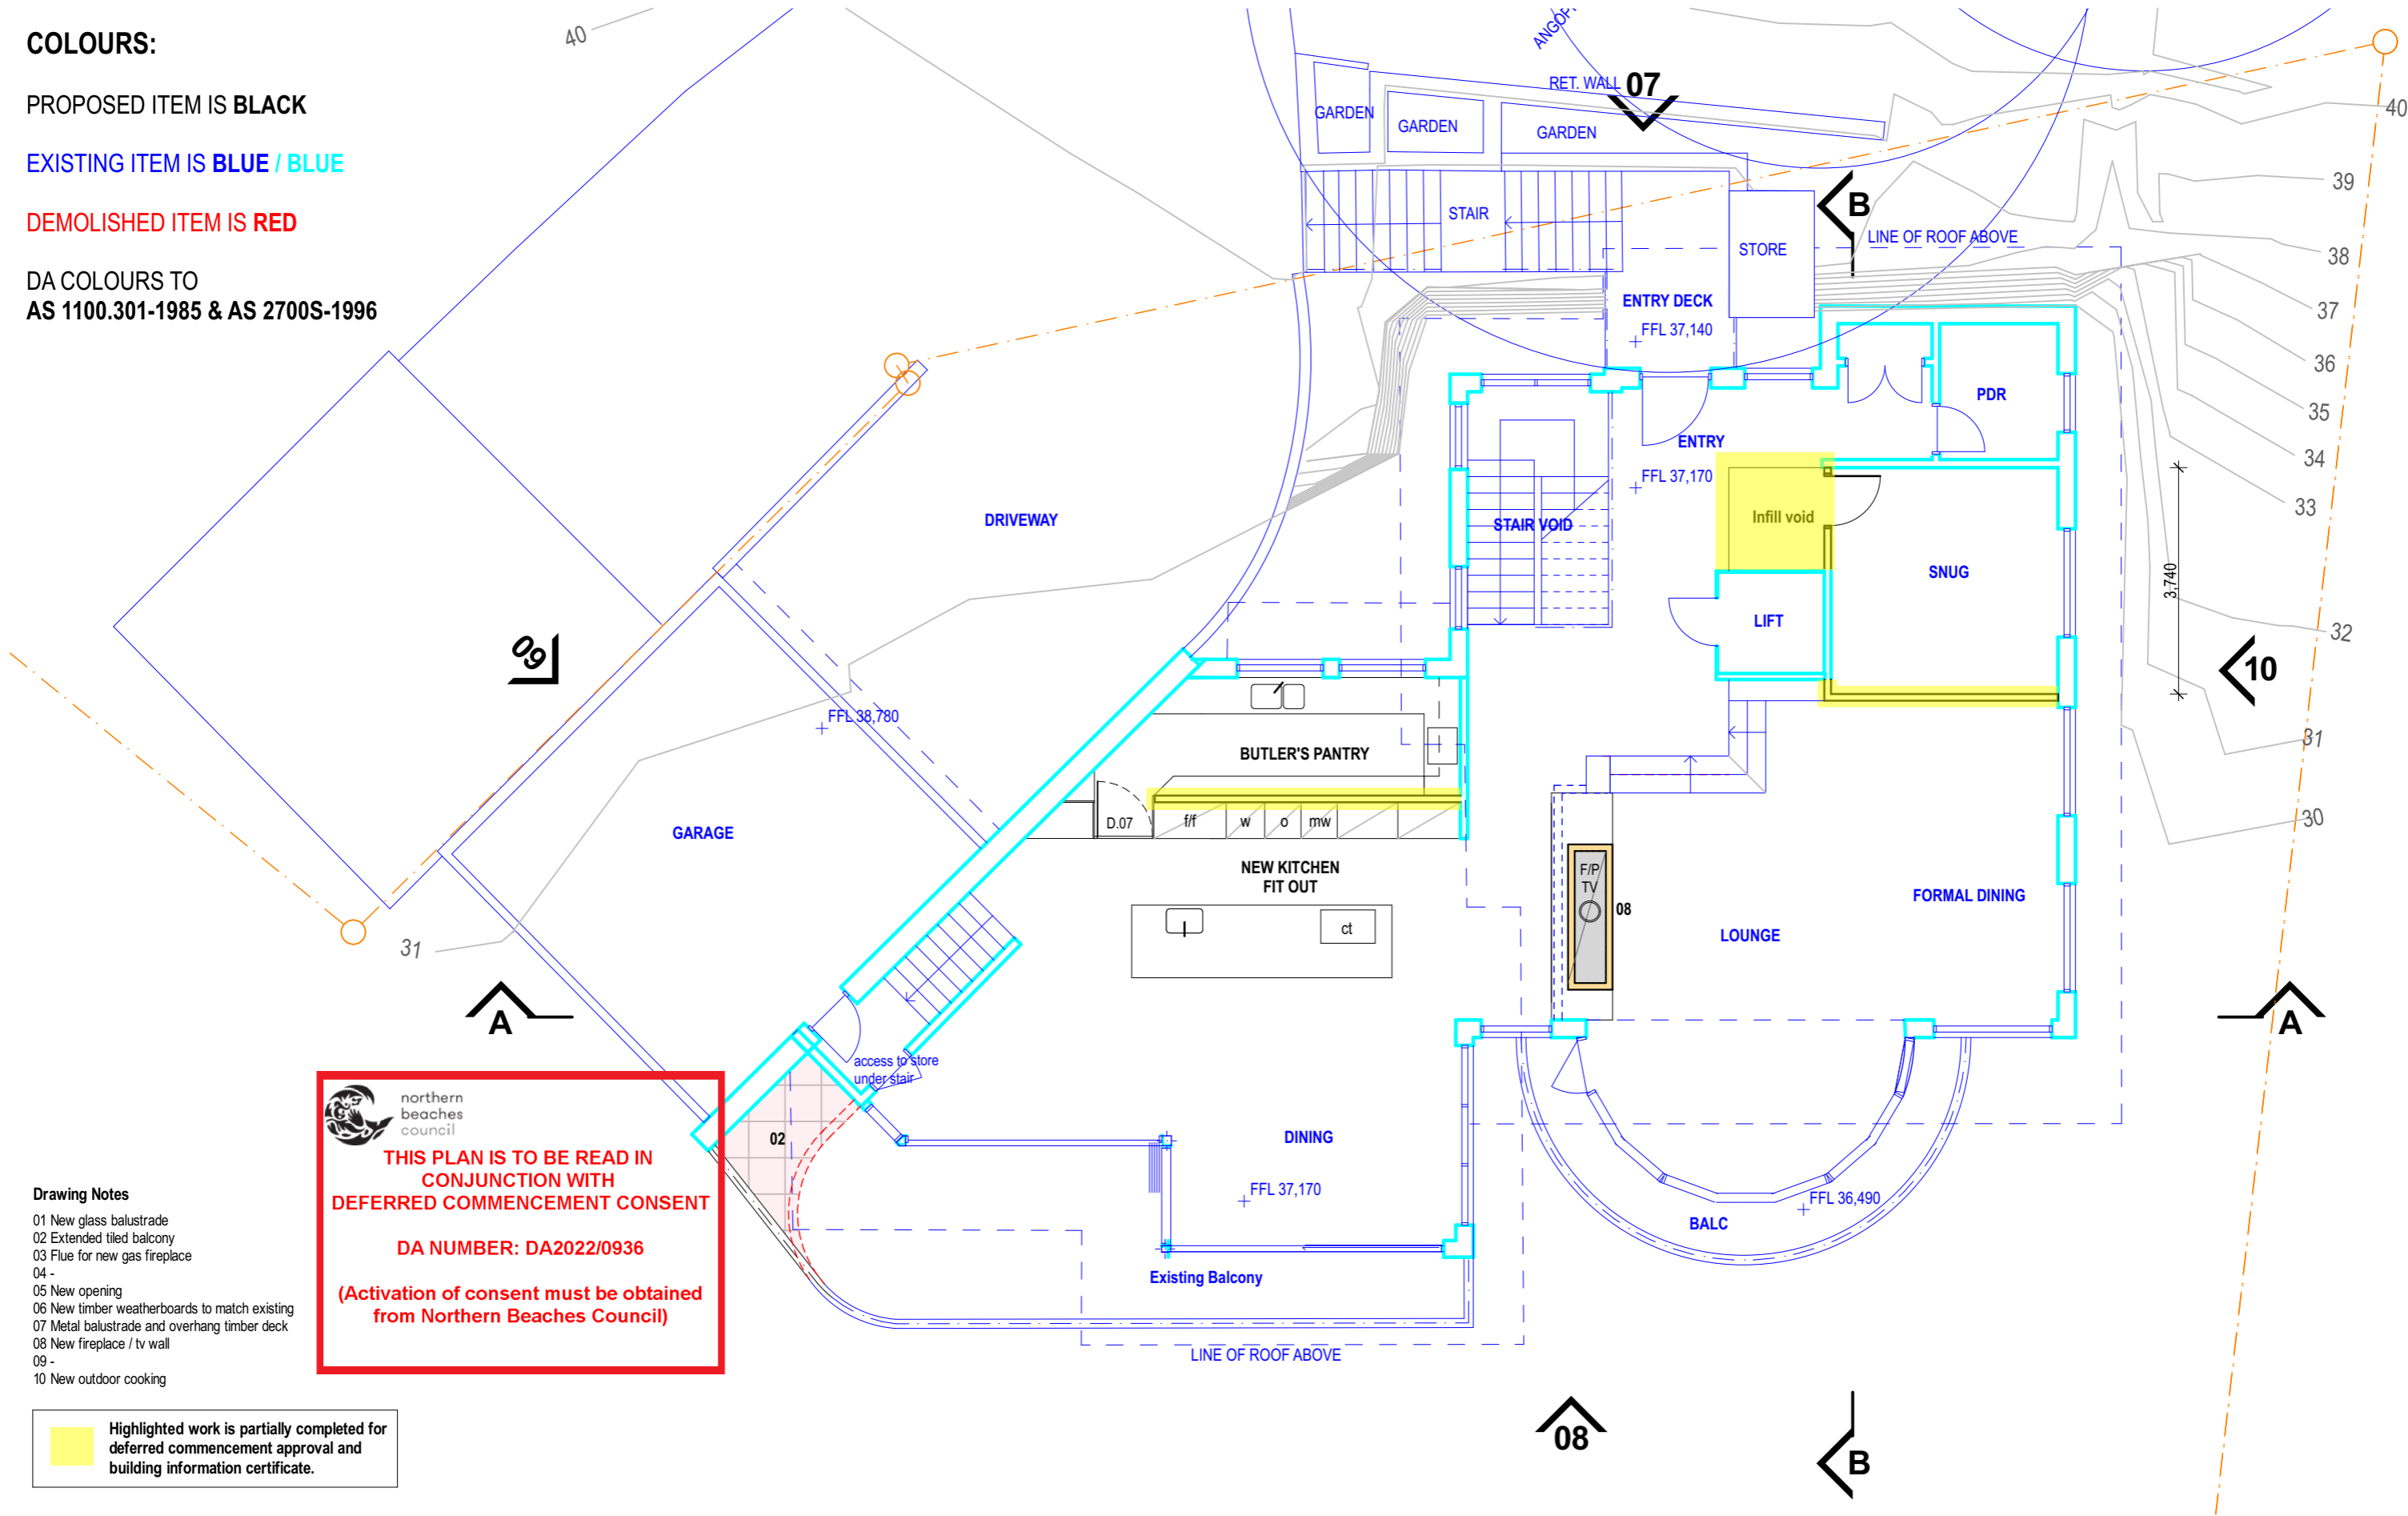 COLOURS:
PROPOSED ITEM IS BLACK
EXISTING ITEM IS BLUE / BLUE
DEMOLISHED ITEM IS RED
DA COLOURS TO
AS 1100.301-1985 & AS 2700S-1996
40
RET. WALL
07
GARDEN
GARDEN
GARDEN
40
39
38
37
36
35
34
33
32
31
30
B
STAIR
STORE
LINE OF ROOF ABOVE
ENTRY DECK
FFL 37,140
PDR
ENTRY
FFL 37,170
Infill void
STAIR VOID
SNUG
3,740
LIFT
10
DRIVEWAY
09
FFL 38,780
BUTLER'S PANTRY
GARAGE
D.07
f/f
w
o
mw
NEW KITCHEN
FIT OUT
ct
F/P
TV
08
FORMAL DINING
LOUNGE
31
A
A
access to store
under stair
02
DINING
FFL 37,170
FFL 36,490
BALC
Existing Balcony
LINE OF ROOF ABOVE
08
B
northern
beaches
council
THIS PLAN IS TO BE READ IN
CONJUNCTION WITH
DEFERRED COMMENCEMENT CONSENT
DA NUMBER: DA2022/0936
(Activation of consent must be obtained
from Northern Beaches Council)
Drawing Notes
01 New glass balustrade
02 Extended tiled balcony
03 Flue for new gas fireplace
04 -
05 New opening
06 New timber weatherboards to match existing
07 Metal balustrade and overhang timber deck
08 New fireplace / tv wall
09 -
10 New outdoor cooking
Highlighted work is partially completed for
deferred commencement approval and
building information certificate.